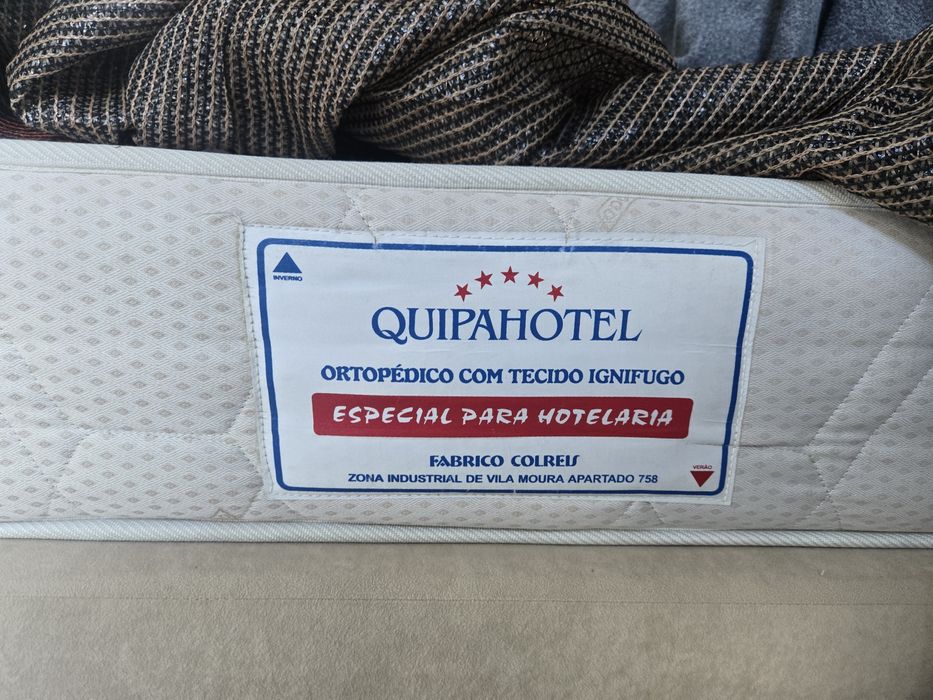 INVERNO
QUIPAHOTEL
ORTOPÉDICO COM TECIDO IGNIFUGO
ESPECIAL PARA HOTELARIA
FABRICO COLREIS
ZONA INDUSTRIAL DE VILA MOURA APARTADO 758
VERÃO